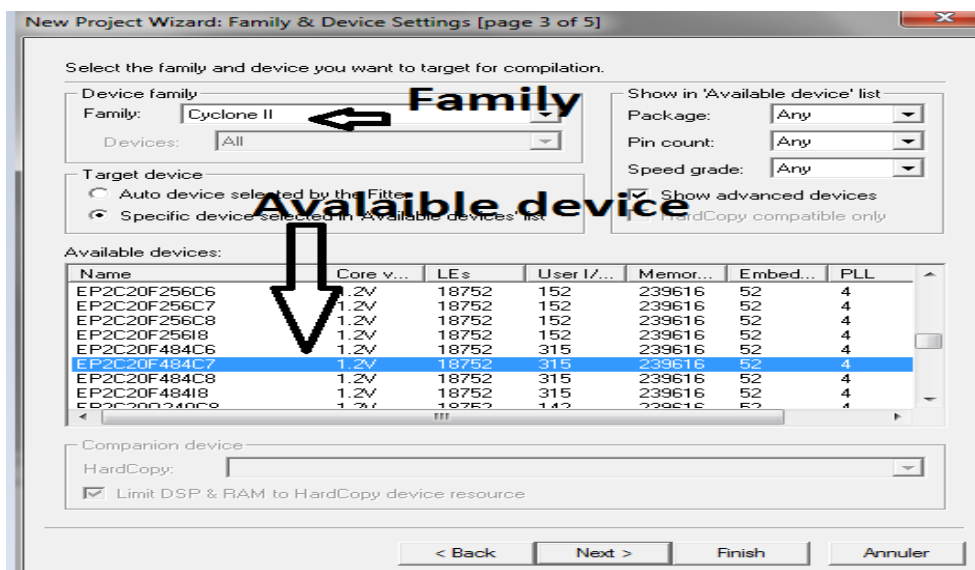 New Project Wizard: Family & Device Settings [page 3 of 5]
Select the family and device you want to target for compilation.
Device family
Family: Cyclone II
Family
Devices: All
Show in 'Available device' list
Package: Any
Pin count: Any
Speed grade: Any
Show advanced devices
HardCopy compatible only
Target device
Auto device selected by the Fitter
Specific device selected in 'Available devices' list
Avalaible device
Available devices:
Name Core v... LEs User I/... Memor... Embed... PLL
EP2C20F256C6 1.2V 18752 152 239616 52 4
EP2C20F256C7 1.2V 18752 152 239616 52 4
EP2C20F256C8 1.2V 18752 152 239616 52 4
EP2C20F256I8 1.2V 18752 152 239616 52 4
EP2C20F484C6 1.2V 18752 315 239616 52 4
EP2C20F484C7 1.2V 18752 315 239616 52 4
EP2C20F484C8 1.2V 18752 315 239616 52 4
EP2C20F484I8 1.2V 18752 315 239616 52 4
EP2C20Q240C8 1.2V 18752 142 239616 52 4
Companion device
HardCopy:
Limit DSP & RAM to HardCopy device resource
< Back Next > Finish Annuler